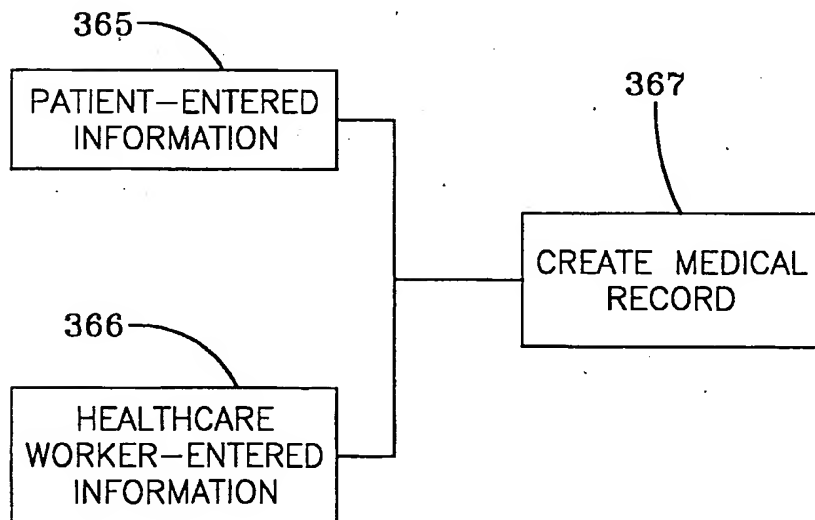 365
PATIENT-ENTERED
INFORMATION
367
CREATE MEDICAL
RECORD
366
HEALTHCARE
WORKER-ENTERED
INFORMATION